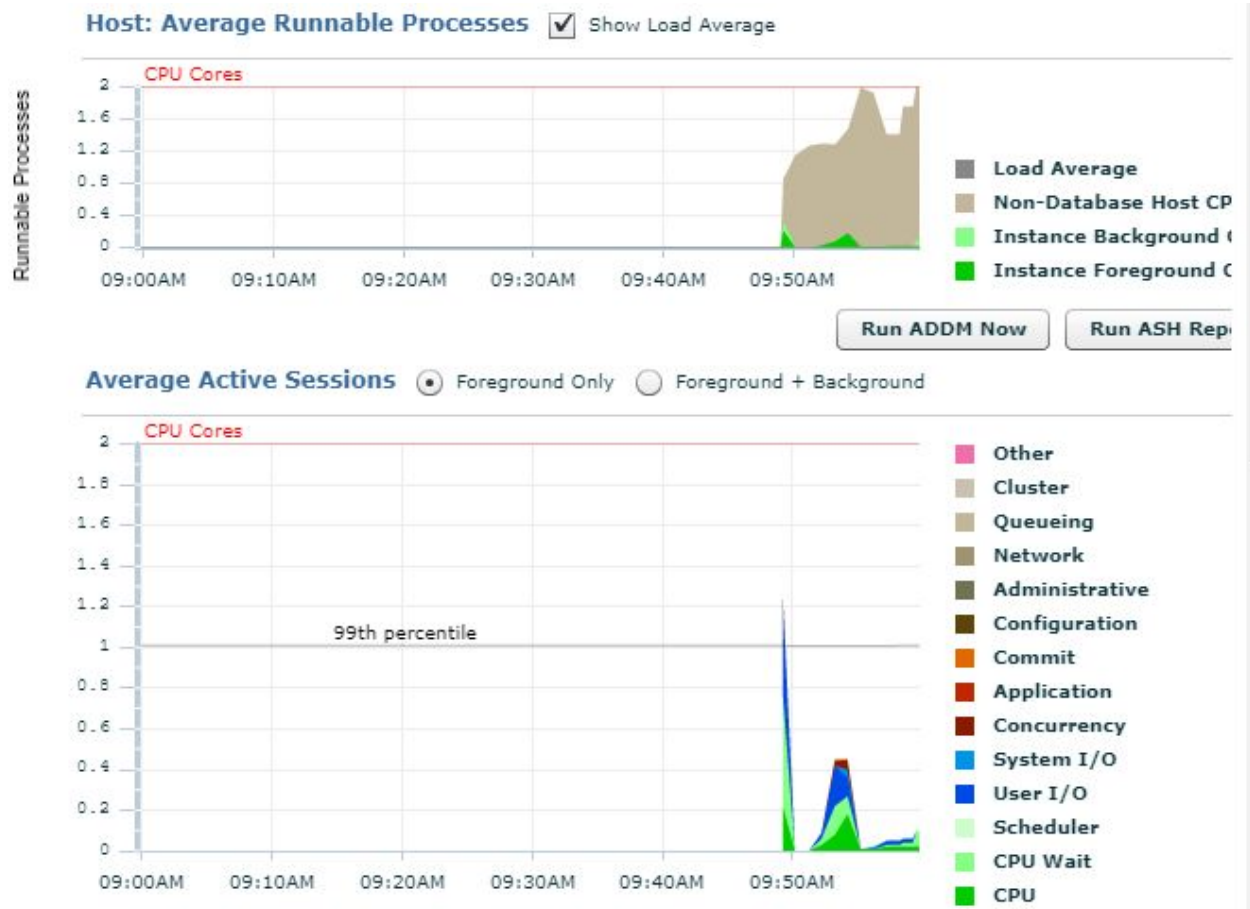 Host: Average Runnable Processes Show Load Average
Runnable Processes
CPU Cores
2
1.6
1.2
0.8
0.4
0
09:00AM 09:10AM 09:20AM 09:30AM 09:40AM 09:50AM
Load Average
Non-Database Host CP
Instance Background
Instance Foreground
Run ADDM Now Run ASH Rep
Average Active Sessions Foreground Only Foreground + Background
CPU Cores
2
1.8
1.6
1.4
1.2
1
0.8
0.6
0.4
0.2
0
99th percentile
09:00AM 09:10AM 09:20AM 09:30AM 09:40AM 09:50AM
Other
Cluster
Queueing
Network
Administrative
Configuration
Commit
Application
Concurrency
System I/O
User I/O
Scheduler
CPU Wait
CPU